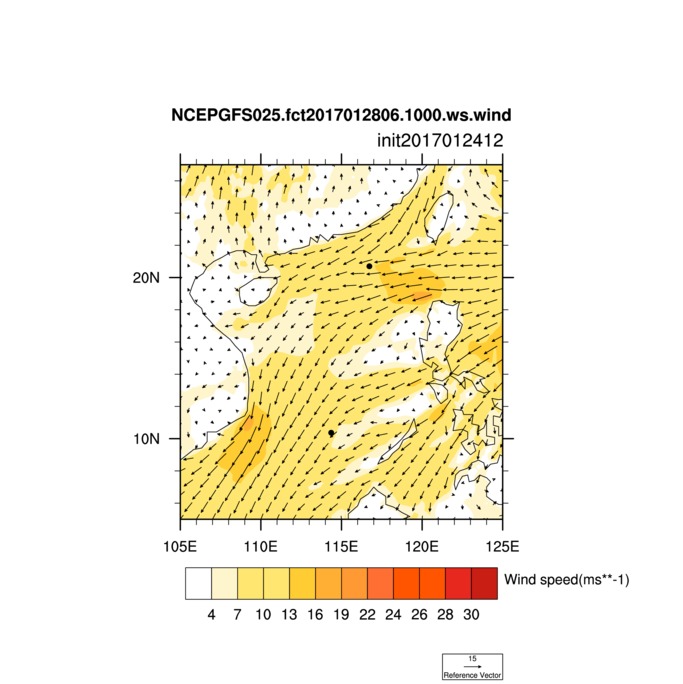 NCEPGFS025.fct2017012806.1000.ws.wind
init2017012412
20N
10N
105E 110E 115E 120E 125E
Wind speed(ms**-1)
4 7 10 13 16 19 22 24 26 28 30
15
Reference Vector